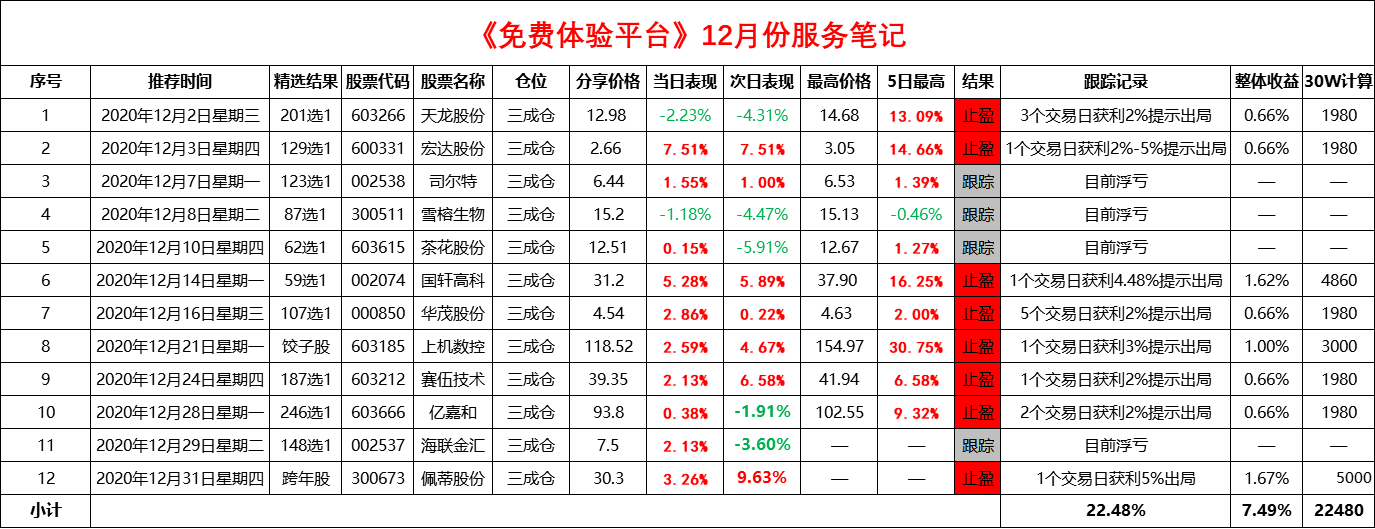 《免费体验平台》12月份服务笔记
序号 推荐时间 精选结果 股票代码 股票名称 仓位 分享价格 当日表现 次日表现 最高价格 5日最高 结果 跟踪记录 整体收益 30W计算
1 2020年12月2日星期三 201选1 603266 天龙股份 三成仓 12.98 -2.23% -4.31% 14.68 13.09% 止盈 3个交易日获利2%提示出局 0.66% 1980
2 2020年12月3日星期四 129选1 600331 宏达股份 三成仓 2.66 7.51% 7.51% 3.05 14.66% 止盈 1个交易日获利2%-5%提示出局 0.66% 1980
3 2020年12月7日星期一 123选1 002538 司尔特 三成仓 6.44 1.55% 1.00% 6.53 1.39% 跟踪 目前浮亏 — —
4 2020年12月8日星期二 87选1 300511 雪榕生物 三成仓 15.2 -1.18% -4.47% 15.13 -0.46% 跟踪 目前浮亏 — —
5 2020年12月10日星期四 62选1 603615 茶花股份 三成仓 12.51 0.15% -5.91% 12.67 1.27% 跟踪 目前浮亏 — —
6 2020年12月14日星期一 59选1 002074 国轩高科 三成仓 31.2 5.28% 5.89% 37.90 16.25% 止盈 1个交易日获利4.48%提示出局 1.62% 4860
7 2020年12月16日星期三 107选1 000850 华茂股份 三成仓 4.54 2.86% 0.22% 4.63 2.00% 止盈 5个交易日获利2%提示出局 0.66% 1980
8 2020年12月21日星期一 饺子股 603185 上机数控 三成仓 118.52 2.59% 4.67% 154.97 30.75% 止盈 1个交易日获利3%提示出局 1.00% 3000
9 2020年12月24日星期四 187选1 603212 赛伍技术 三成仓 39.35 2.13% 6.58% 41.94 6.58% 止盈 1个交易日获利2%提示出局 0.66% 1980
10 2020年12月28日星期一 246选1 603666 亿嘉和 三成仓 93.8 0.38% -1.91% 102.55 9.32% 止盈 2个交易日获利2%提示出局 0.66% 1980
11 2020年12月29日星期二 148选1 002537 海联金汇 三成仓 7.5 2.13% -3.60% — — 跟踪 目前浮亏 — —
12 2020年12月31日星期四 跨年股 300673 佩蒂股份 三成仓 30.3 3.26% 9.63% — — 止盈 1个交易日获利5%出局 1.67% 5000
小计 22.48% 7.49% 22480